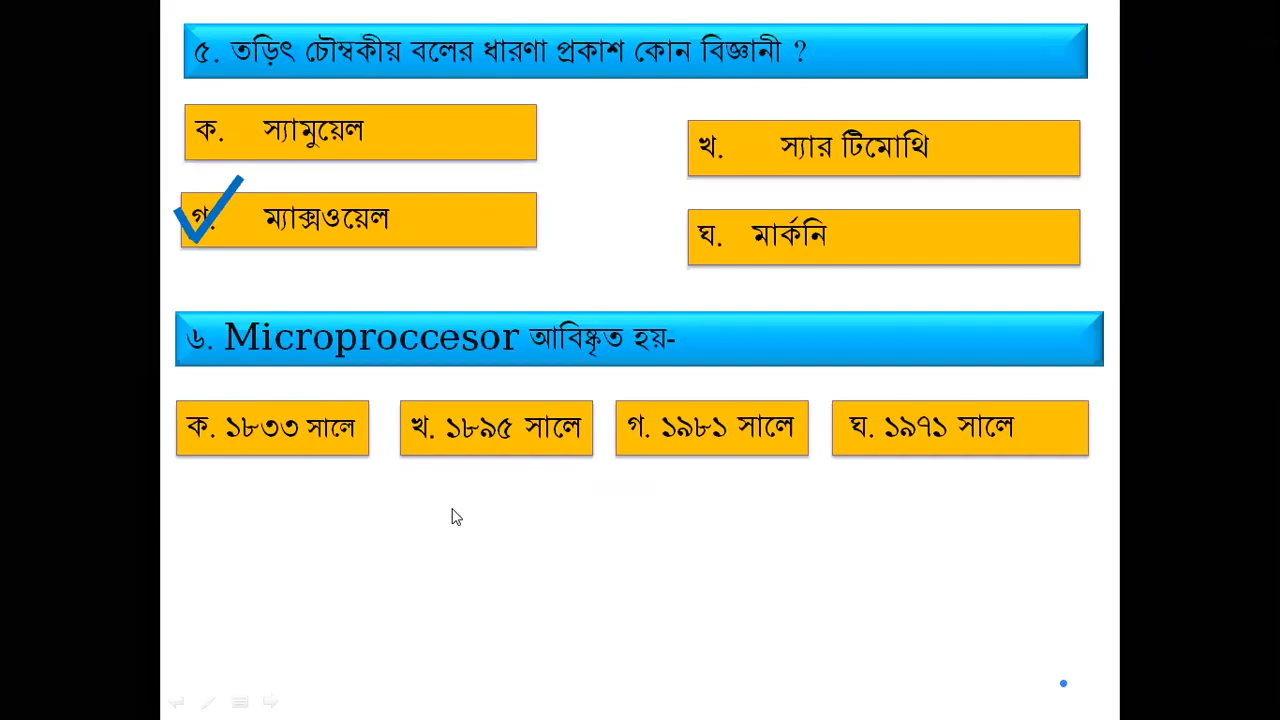 ৫. তড়িৎ চৌম্বকীয় বলের ধারণা প্রকাশ কোন বিজ্ঞানী ?
ক. স্যামুয়েল
খ. স্যার টিমোথি
গ. ম্যাক্সওয়েল
ঘ. মার্কনি
৬. Microproccesor আবিষ্কৃত হয়-
ক. ১৮৩৩ সালে
খ. ১৮৯৫ সালে
গ. ১৯৮১ সালে
ঘ. ১৯৭১ সালে